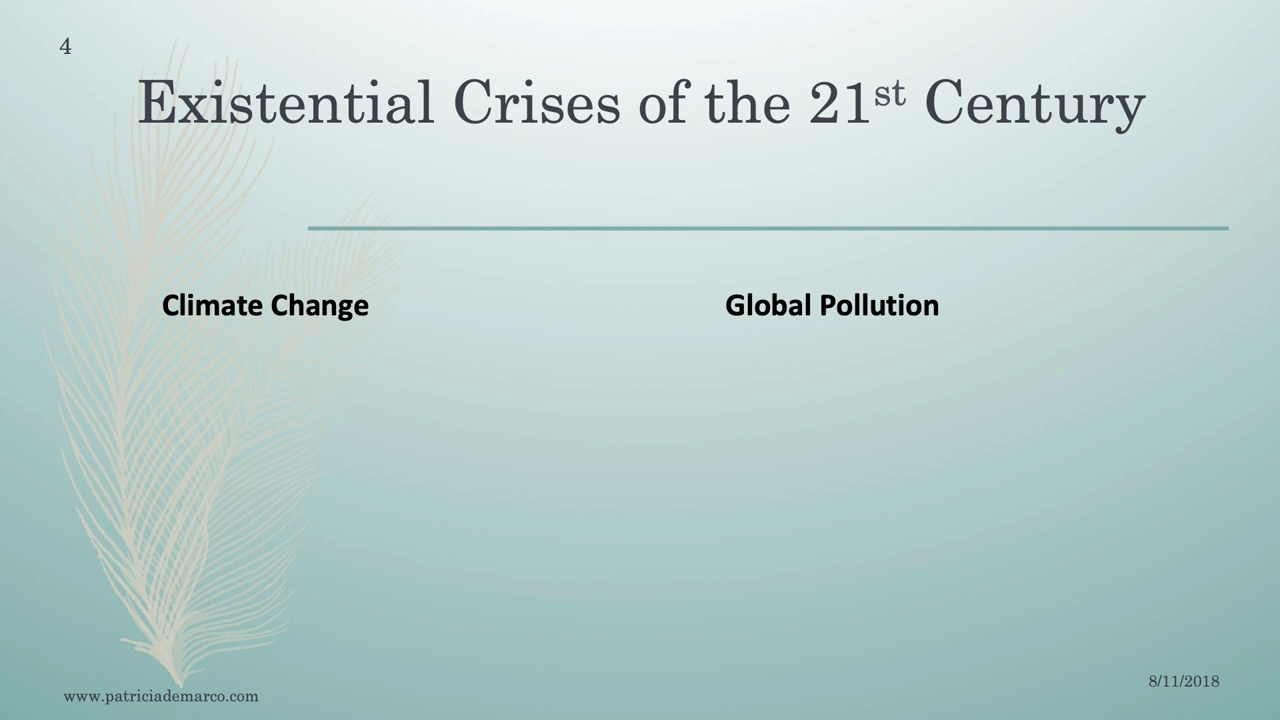 4
Existential Crises of the 21st Century
Climate Change
Global Pollution
www.patriciademarco.com
8/11/2018